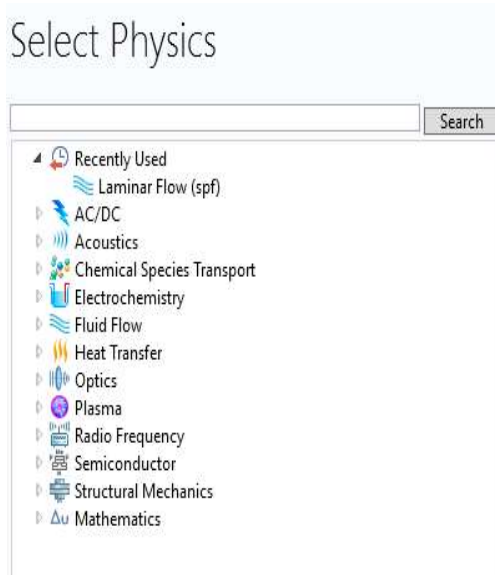 Select Physics
Search
Recently Used
Laminar Flow (spf)
AC/DC
Acoustics
Chemical Species Transport
Electrochemistry
Fluid Flow
Heat Transfer
Optics
Plasma
Radio Frequency
Semiconductor
Structural Mechanics
Δu Mathematics